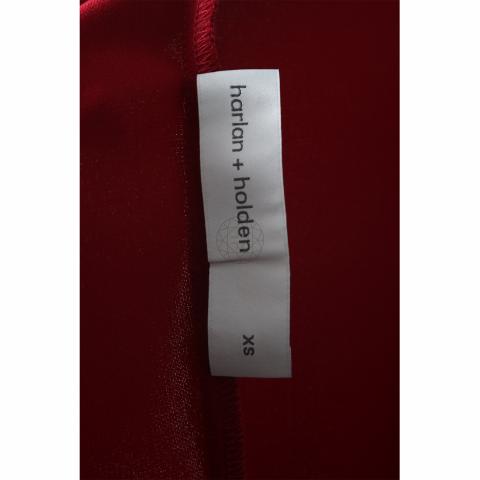 harlan + holden
XS